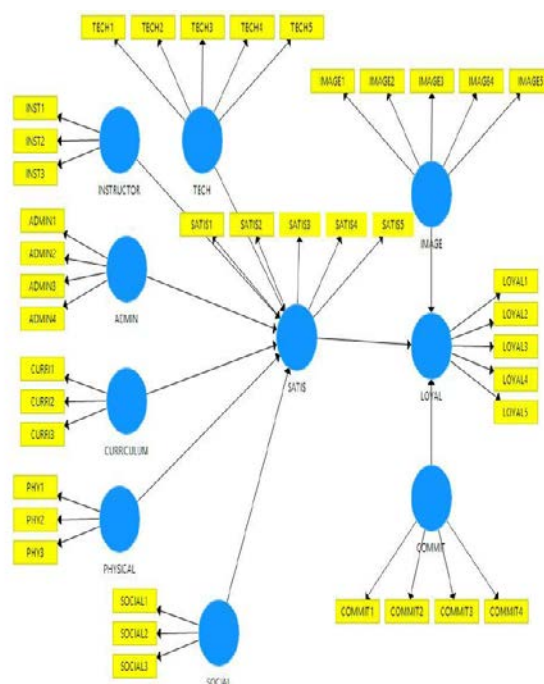 TECH1 TECH2 TECH3 TECH4 TECH5
IMAGE1 IMAGE2 IMAGE3 IMAGE4 IMAGE5
INST1
INST2
INST3
INSTRUCTOR
TECH
SATIS1 SATIS2 SATIS3 SATIS4 SATIS5
IMAGE
ADMIN1
ADMIN2
ADMIN3
ADMIN4
ADMIN
LOYAL1
LOYAL2
LOYAL3
LOYAL4
LOYAL5
SATIS
LOYAL
CURRI1
CURRI2
CURRI3
CURRICULUM
PHY1
PHY2
PHY3
PHYSICAL
COMMIT
COMMIT1 COMMIT2 COMMIT3 COMMIT4
SOCIAL1
SOCIAL2
SOCIAL3
SOCIAL